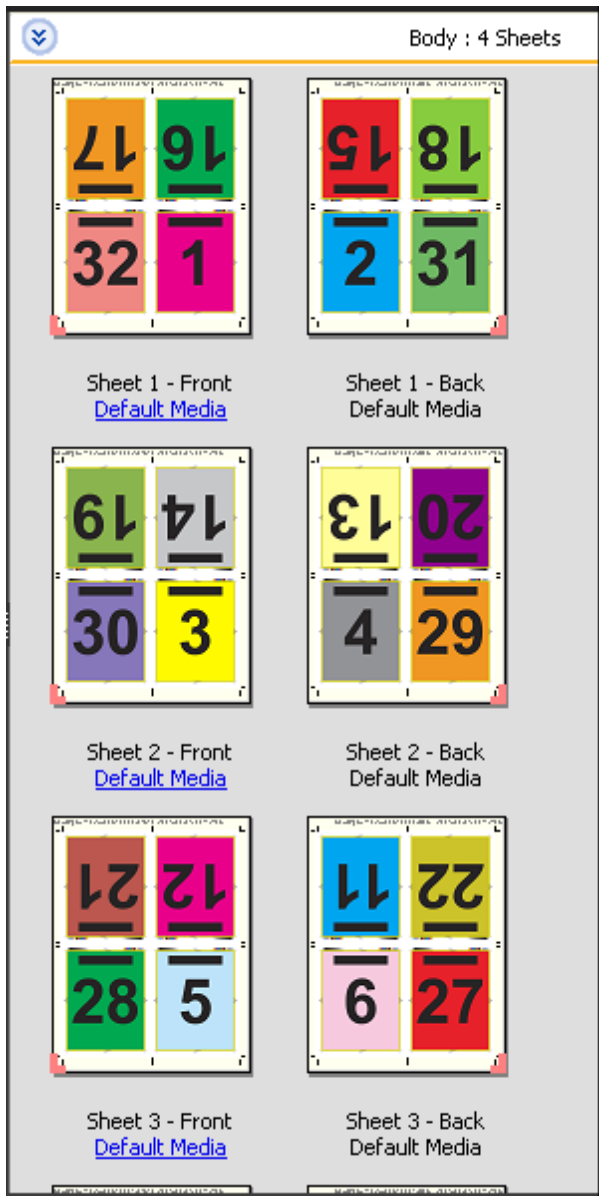 Body : 4 Sheets
17 16
32 1
15 18
2 31
Sheet 1 - Front
Default Media
Sheet 1 - Back
Default Media
19 14
30 3
13 20
4 29
Sheet 2 - Front
Default Media
Sheet 2 - Back
Default Media
21 12
28 5
11 22
6 27
Sheet 3 - Front
Default Media
Sheet 3 - Back
Default Media